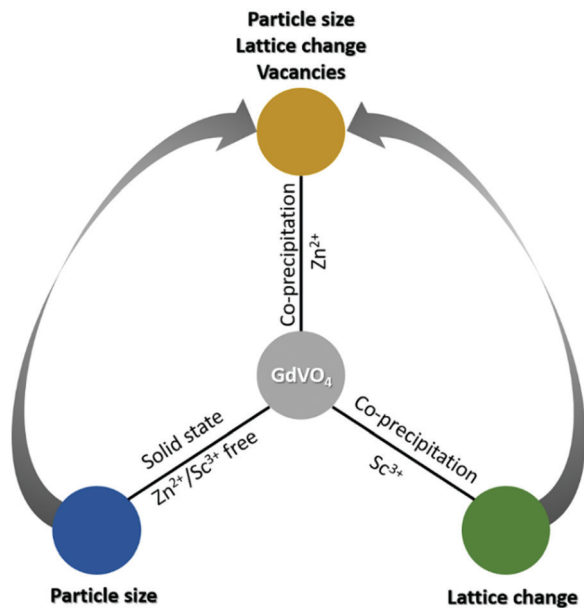 Particle size
Lattice change
Vacancies
Co-precipitation
Zn²⁺
GdVO₄
Solid state
Zn²⁺/Sc³⁺ free
Co-precipitation
Sc³⁺
Particle size
Lattice change